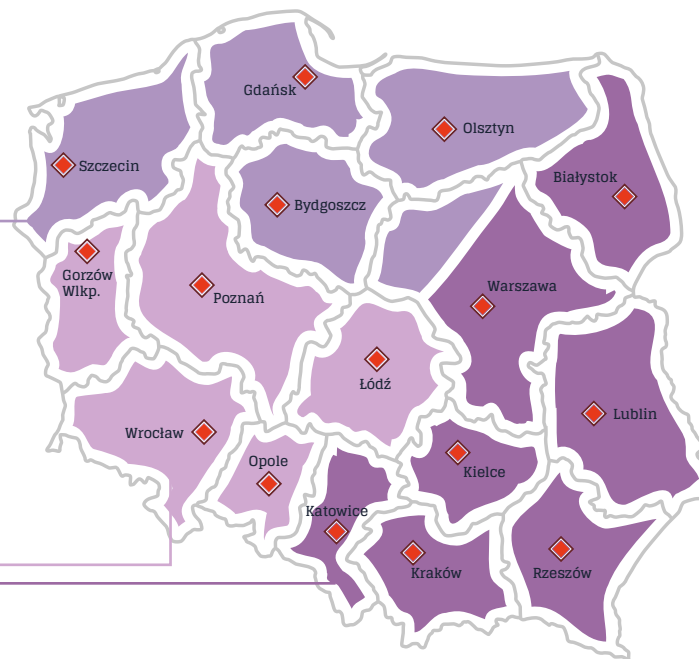 Gdańsk
Olsztyn
Szczecin
Białystok
Bydgoszcz
Gorzów
Wlkp.
Poznań
Warszawa
Łódź
Lublin
Wrocław
Opole
Kielce
Katowice
Kraków
Rzeszów